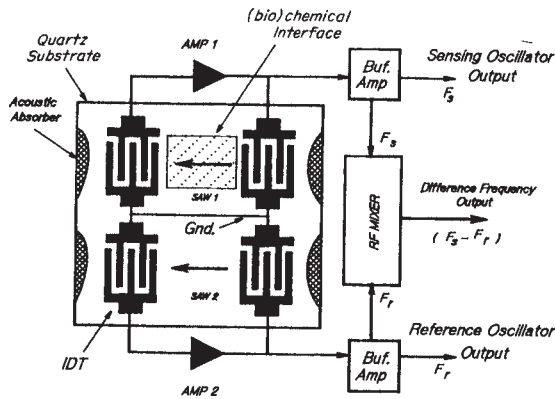 (bio)chemical
Interface
AMP 1
Quartz
Substrate
Acoustic
Absorber
Buf.
Amp
Sensing Oscillator
Output
Fs
Fs
SAW 1
Gnd.
RF MIXER
Difference Frequency
Output
( Fs - Fr )
SAW 2
Fr
IDT
AMP 2
Buf.
Amp
Reference Oscillator
Output
Fr